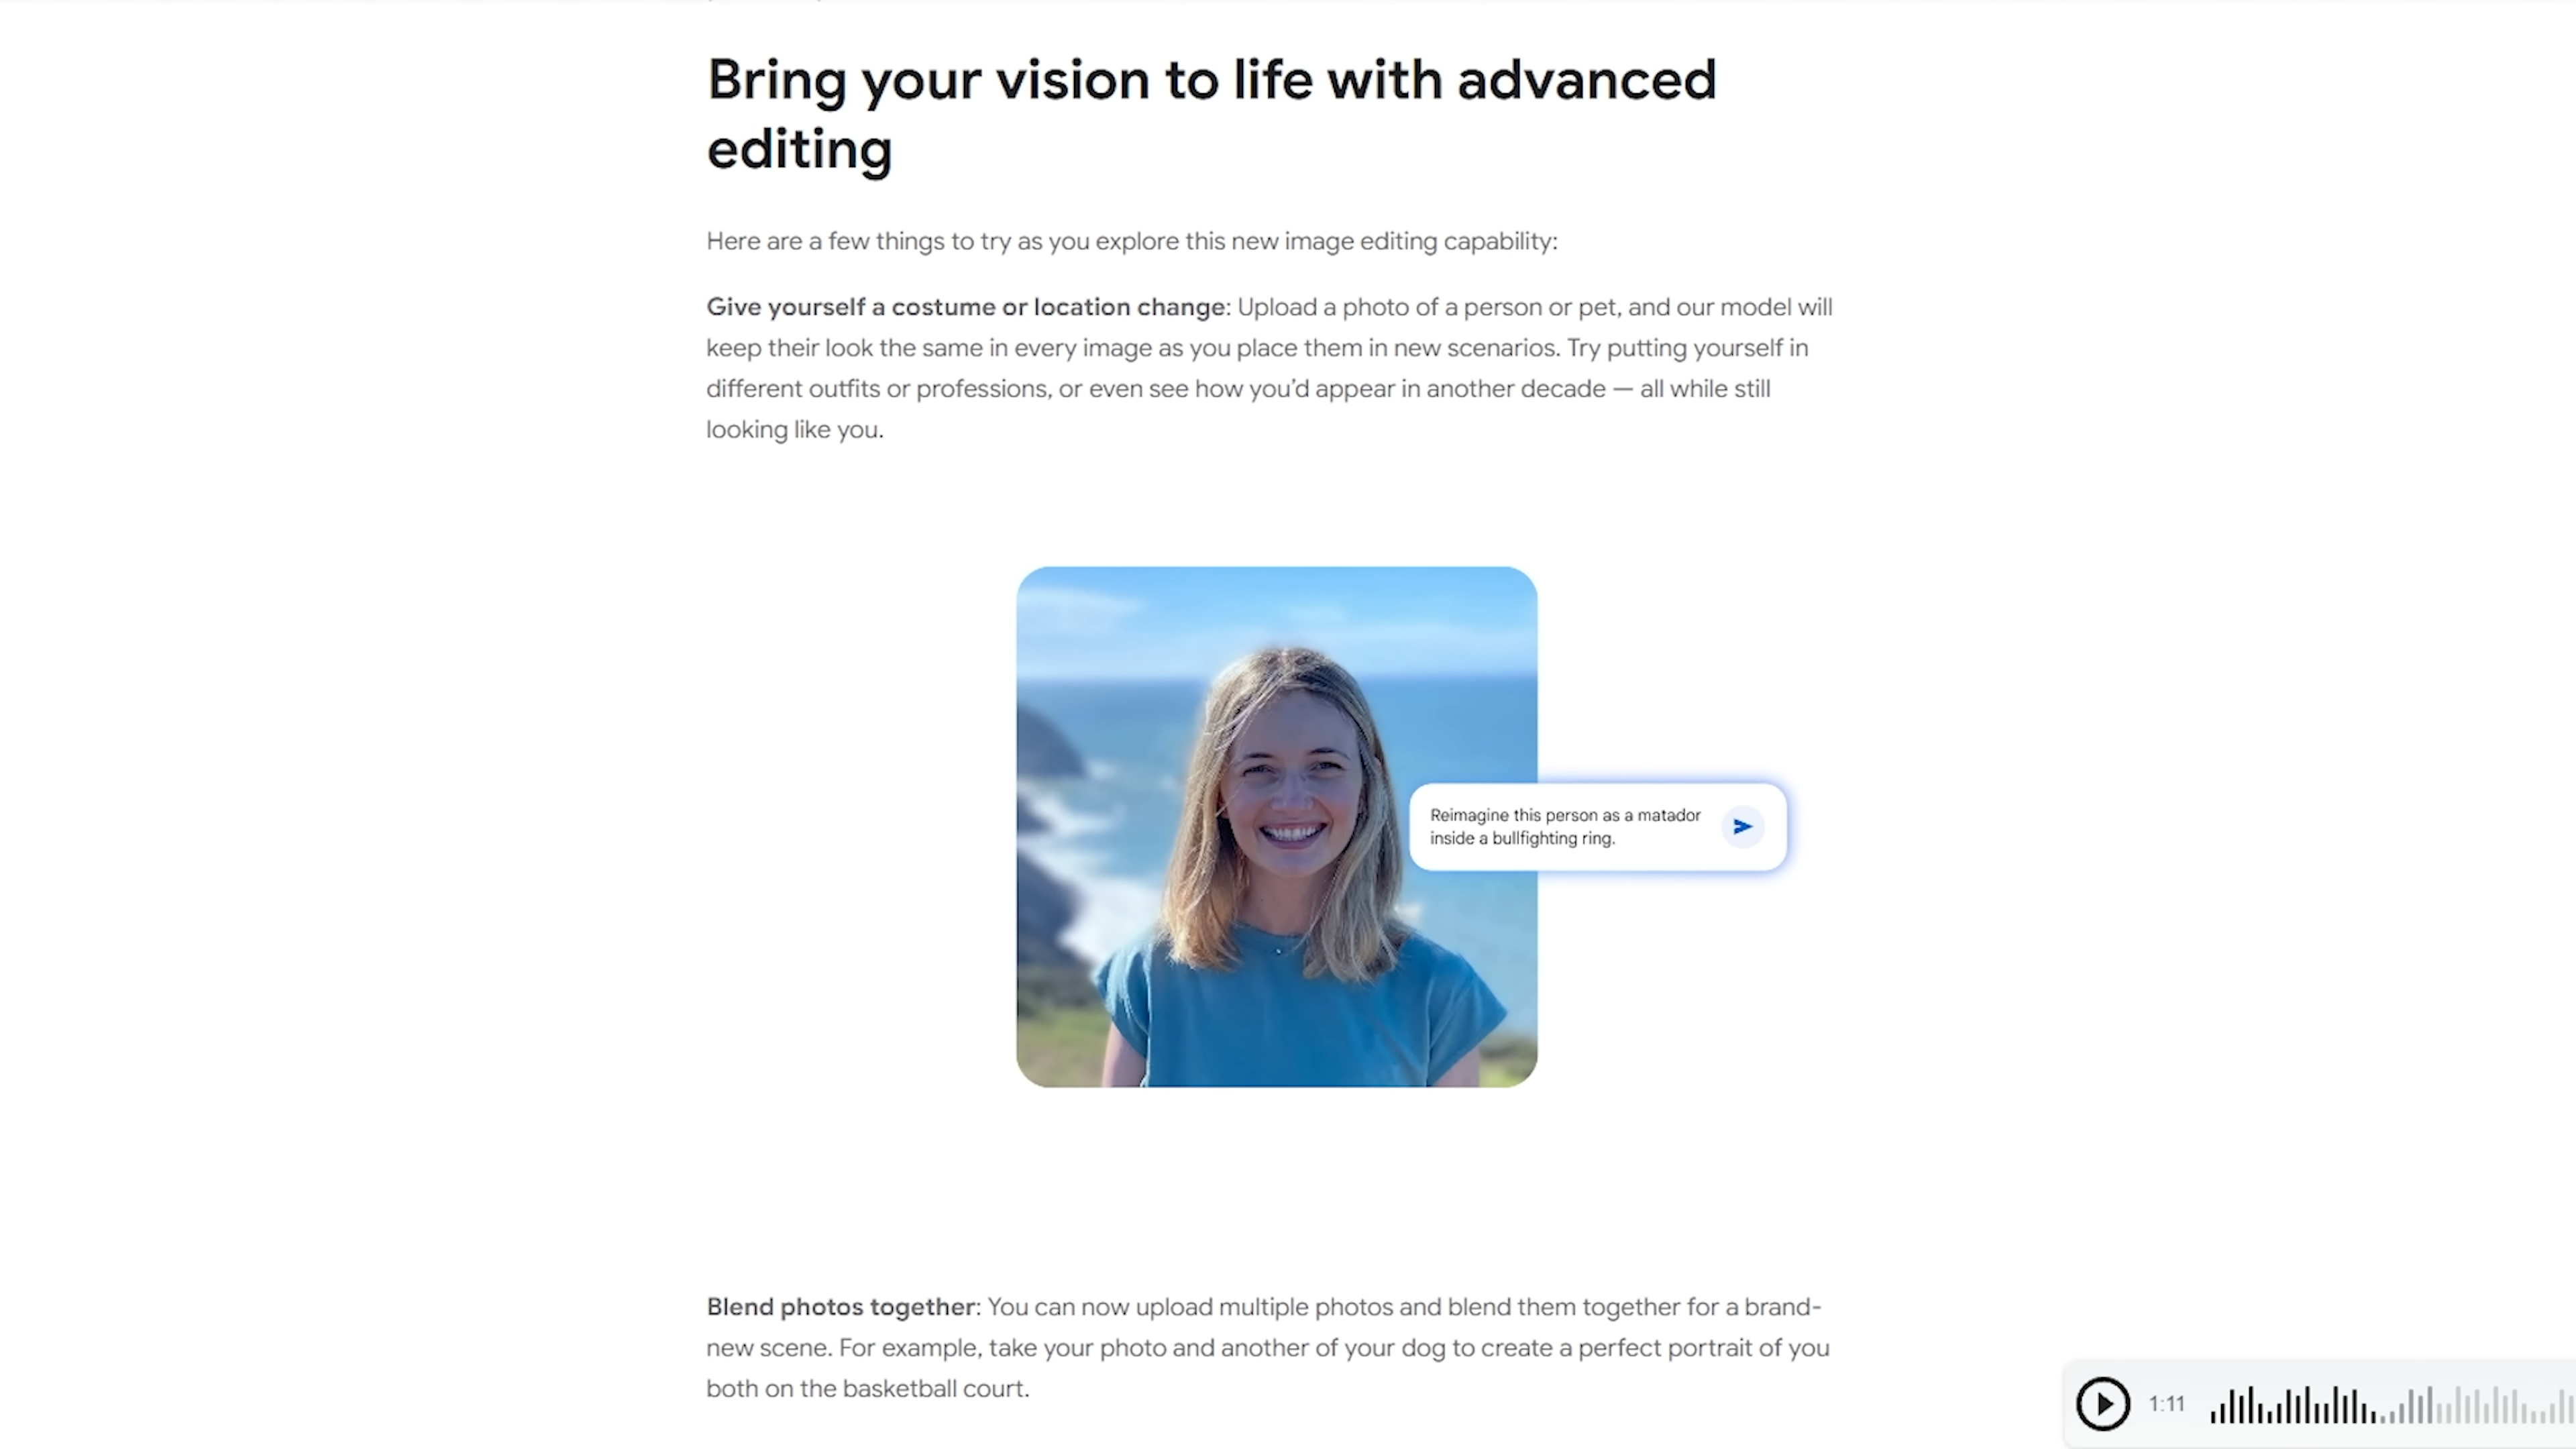 Bring your vision to life with advanced
editing
Here are a few things to try as you explore this new image editing capability:
Give yourself a costume or location change: Upload a photo of a person or pet, and our model will
keep their look the same in every image as you place them in new scenarios. Try putting yourself in
different outfits or professions, or even see how you’d appear in another decade — all while still
looking like you.
Reimagine this person as a matador
inside a bullfighting ring.
Blend photos together: You can now upload multiple photos and blend them together for a brand-
new scene. For example, take your photo and another of your dog to create a perfect portrait of you
both on the basketball court.
1:11